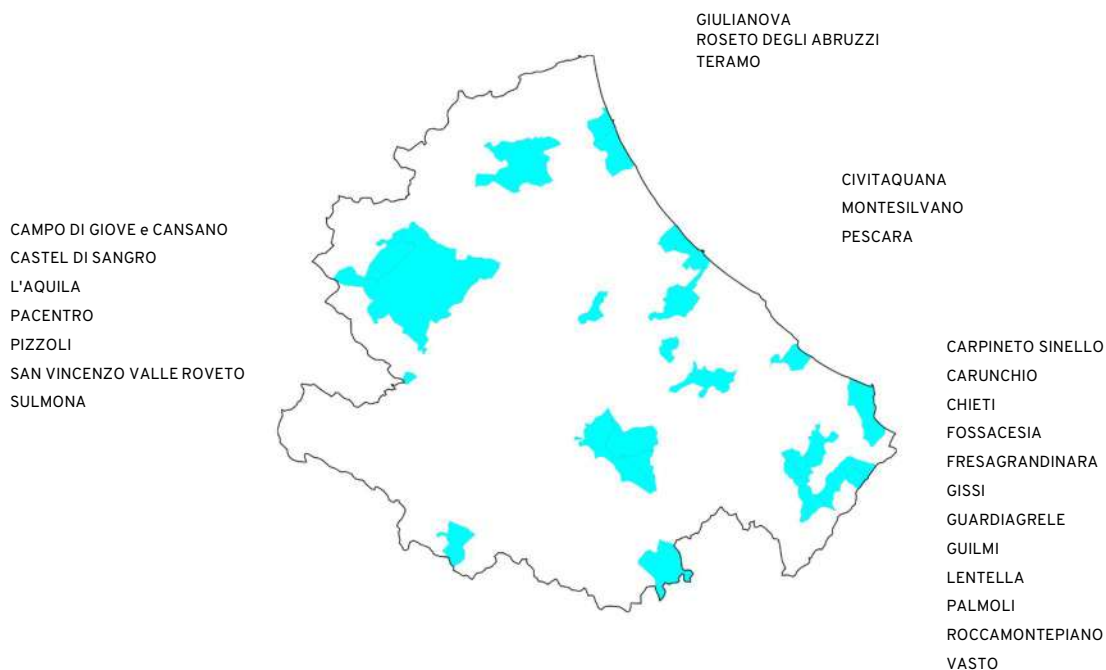 GIULIANOVA
ROSETO DEGLI ABRUZZI
TERAMO
CIVITAQUANA
MONTESILVANO
PESCARA
CAMPO DI GIOVE e CANSANO
CASTEL DI SANGRO
L'AQUILA
PACENTRO
PIZZOLI
SAN VINCENZO VALLE ROVETO
SULMONA
CARPINETO SINELLO
CARUNCHIO
CHIETI
FOSSACESIA
FRESAGRANDINARA
GISSI
GUARDIAGRELE
GUILMI
LENTELLA
PALMOLI
ROCCAMONTEPIANO
VASTO